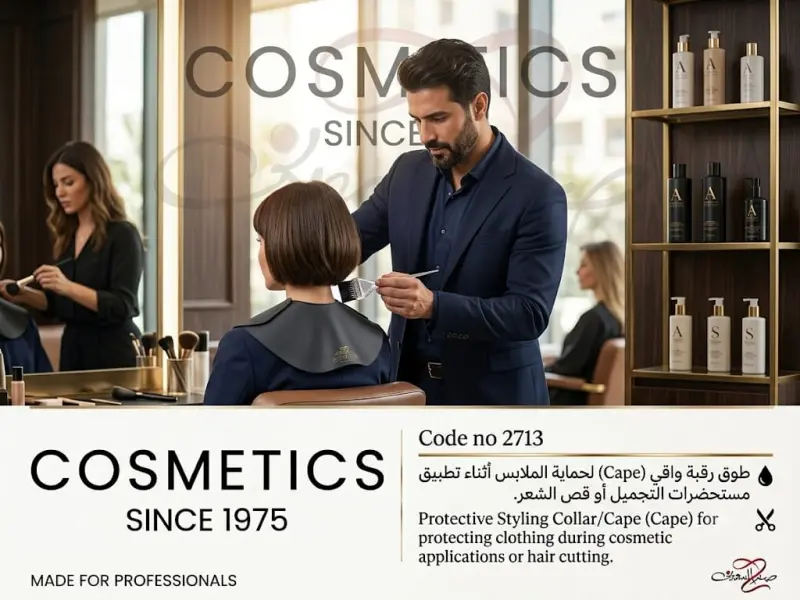 COSMETICS
SINCE
A A A
A A A
A S S
COSMETICS
SINCE 1975
MADE FOR PROFESSIONALS
Code no 2713
طوق رقبة واقي (Cape) لحماية الملابس أثناء تطبيق
مستحضرات التجميل أو قص الشعر.
Protective Styling Collar/Cape (Cape) for
protecting clothing during cosmetic
applications or hair cutting.